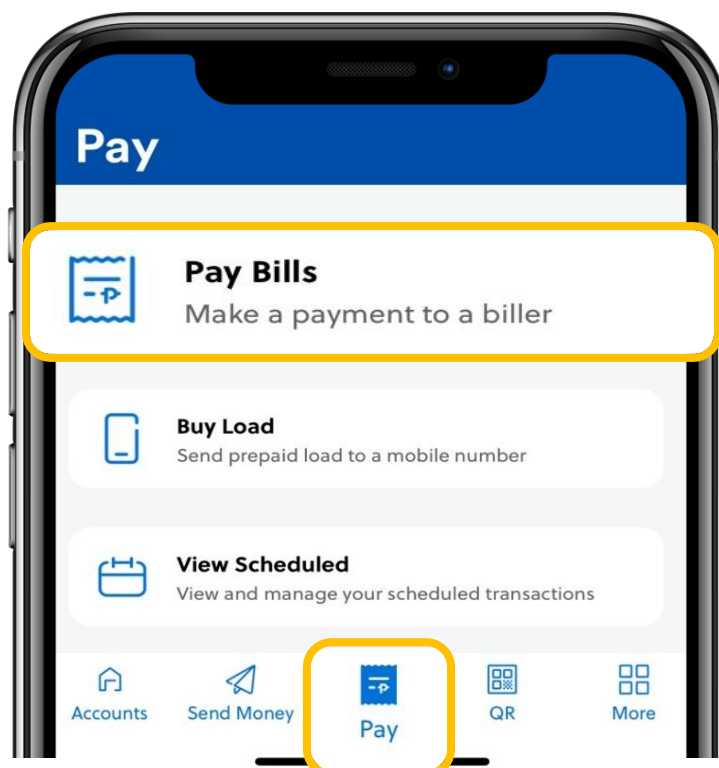 Pay
Pay Bills
Make a payment to a biller
Buy Load
Send prepaid load to a mobile number
View Scheduled
View and manage your scheduled transactions
Accounts
Send Money
Pay
QR
More